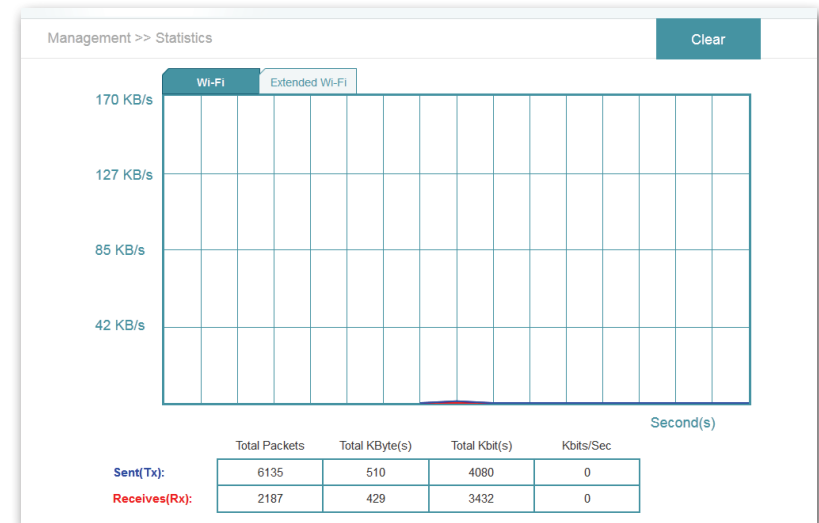 Management >> Statistics
Clear
Wi-Fi Extended Wi-Fi
170 KB/s
127 KB/s
85 KB/s
42 KB/s
Second(s)
Total Packets Total KByte(s) Total Kbit(s) Kbits/Sec
Sent(Tx): 6135 510 4080 0
Receives(Rx): 2187 429 3432 0